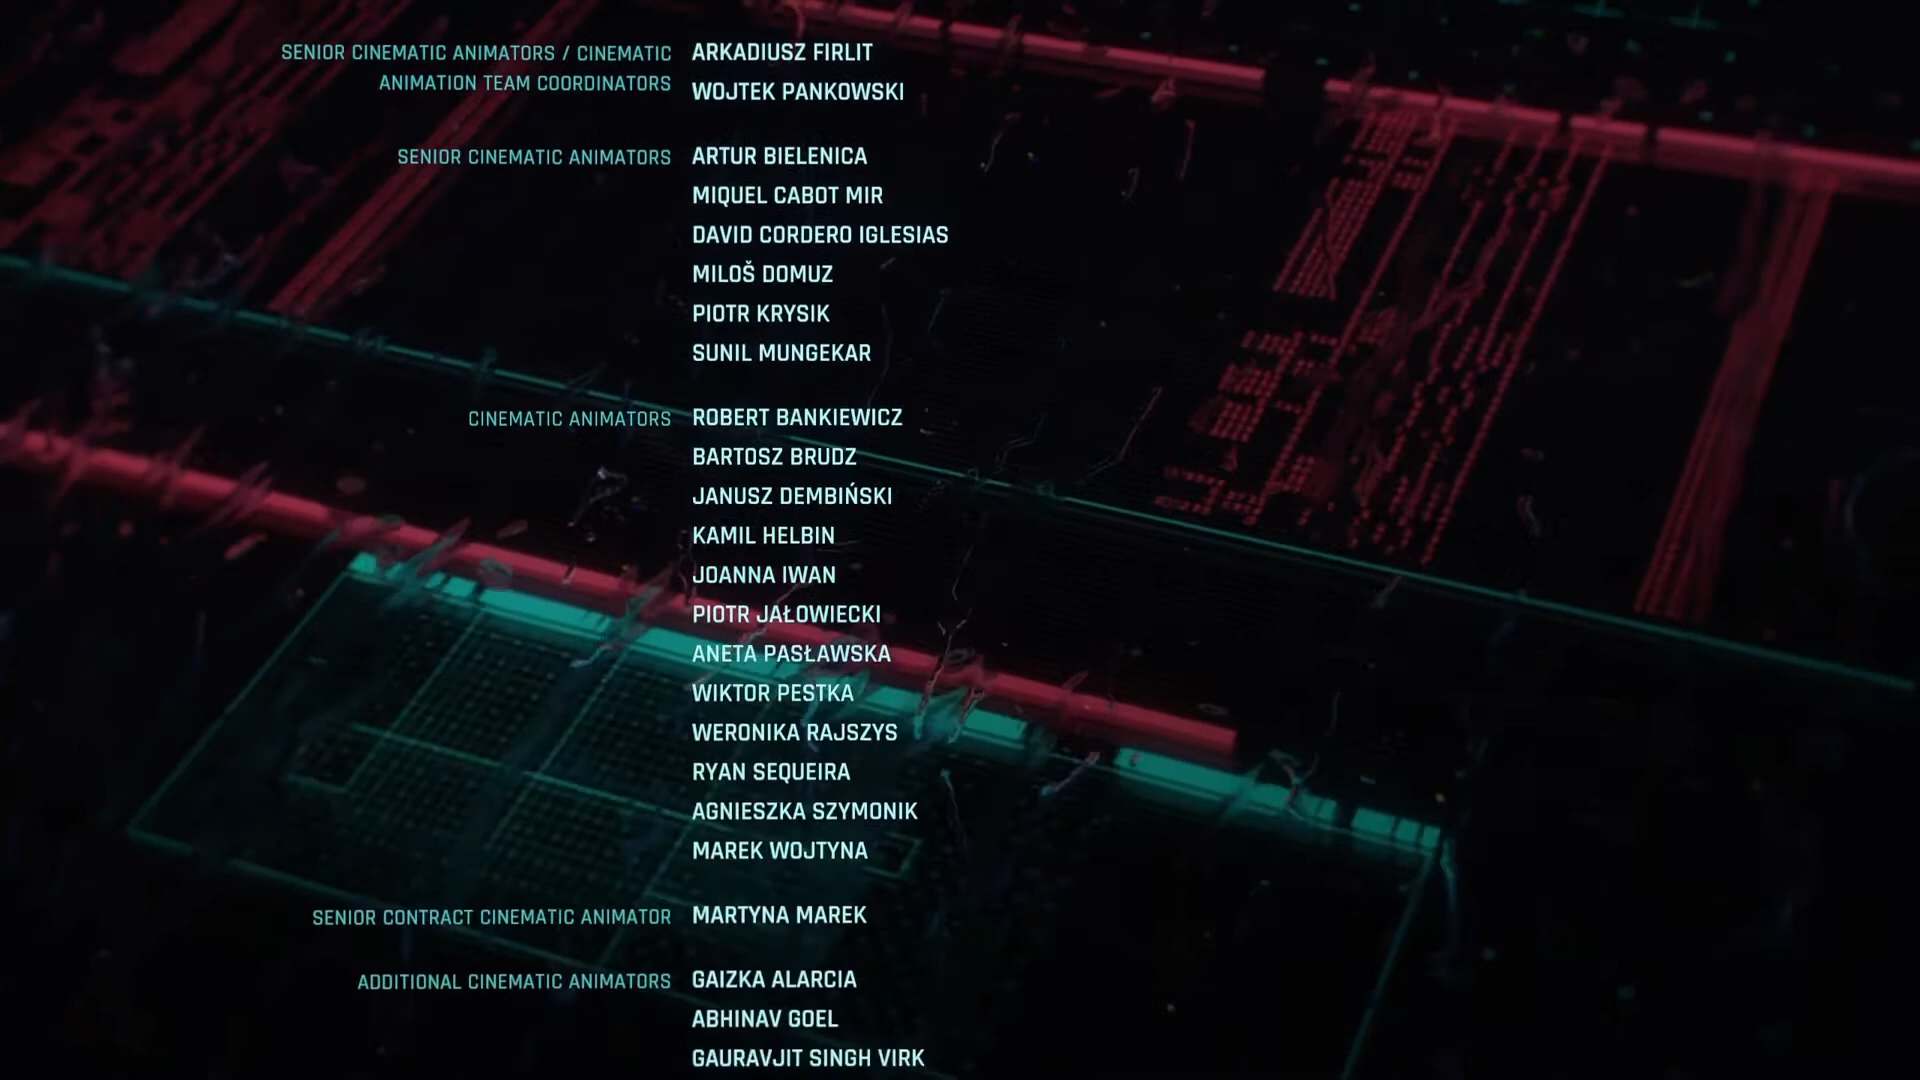 SENIOR CINEMATIC ANIMATORS / CINEMATIC ARKADIUSZ FIRLIT
ANIMATION TEAM COORDINATORS WOJTEK PANKOWSKI
SENIOR CINEMATIC ANIMATORS ARTUR BIELENICA
MIQUEL CABOT MIR
DAVID CORDERO IGLESIAS
MILOŠ DOMUZ
PIOTR KRYSIK
SUNIL MUNGEKAR
CINEMATIC ANIMATORS ROBERT BANKIEWICZ
BARTOSZ BRUDZ
JANUSZ DEMBIŃSKI
KAMIL HELBIN
JOANNA IWAN
PIOTR JAŁOWIECKI
ANETA PASŁAWSKA
WIKTOR PESTKA
WERONIKA RAJSZYS
RYAN SEQUEIRA
AGNIESZKA SZYMONIK
MAREK WOJTYNA
SENIOR CONTRACT CINEMATIC ANIMATOR MARTYNA MAREK
ADDITIONAL CINEMATIC ANIMATORS GAIZKA ALARCIA
ABHINAV GOEL
GAURAVJIT SINGH VIRK